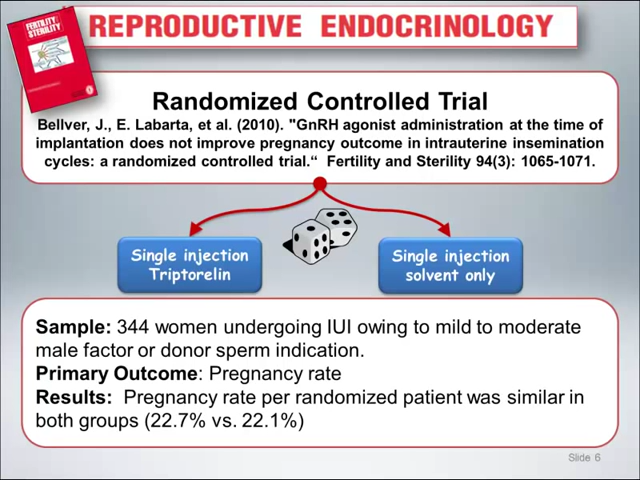 FERTILITY
STERILITY
REPRODUCTIVE ENDOCRINOLOGY
Randomized Controlled Trial
Bellver, J., E. Labarta, et al. (2010). "GnRH agonist administration at the time of
implantation does not improve pregnancy outcome in intrauterine insemination
cycles: a randomized controlled trial.“ Fertility and Sterility 94(3): 1065-1071.
Single injection
Triptorelin
Single injection
solvent only
Sample: 344 women undergoing IUI owing to mild to moderate
male factor or donor sperm indication.
Primary Outcome: Pregnancy rate
Results: Pregnancy rate per randomized patient was similar in
both groups (22.7% vs. 22.1%)
Slide 6